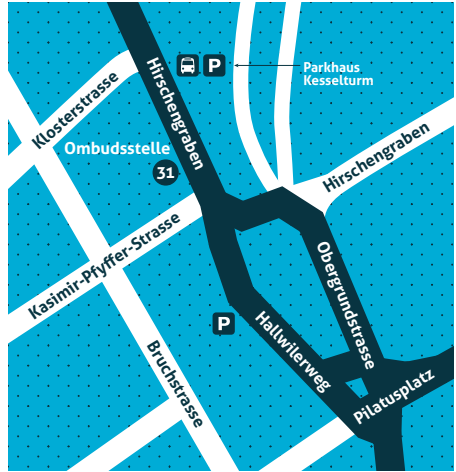 Hirschengraben
P
Parkhaus
Kesselturm
Klosterstrasse
Ombudsstelle
31
Hirschengraben
Kasimir-Pfyffer-Strasse
Obergrundstrasse
P
Hallwilerweg
Bruchstrasse
Pilatusplatz